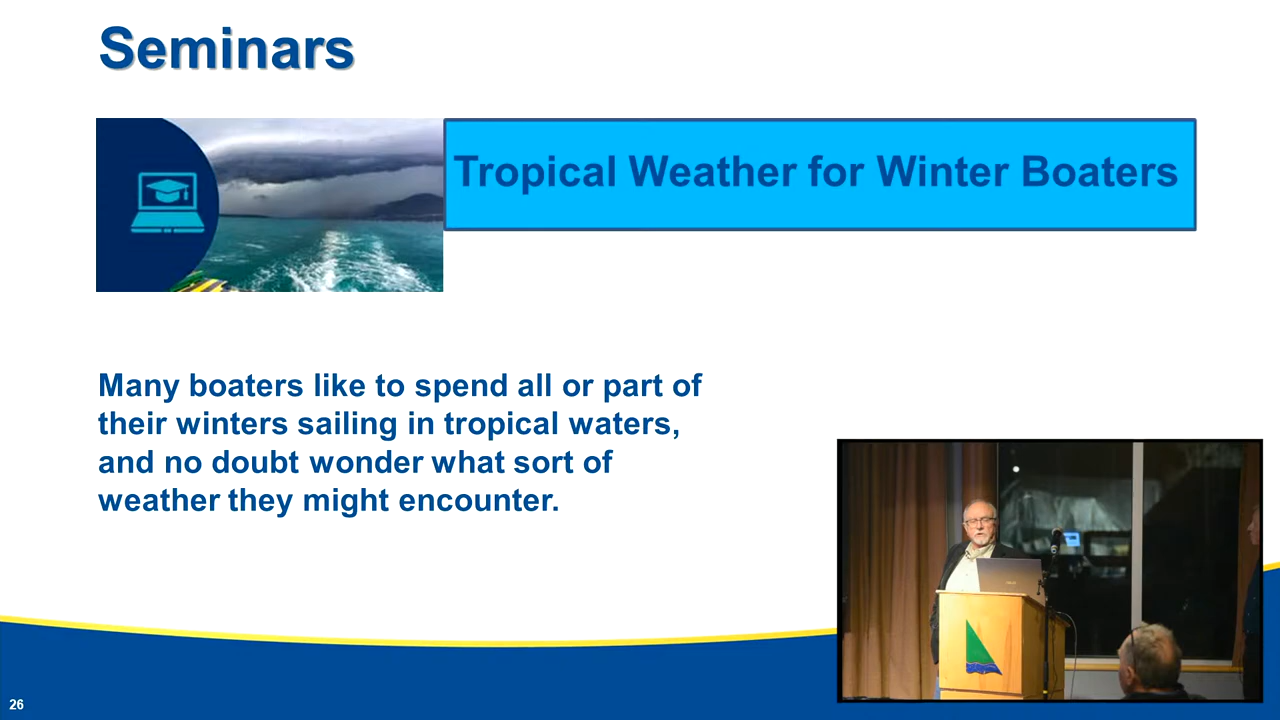 Seminars
Tropical Weather for Winter Boaters
Many boaters like to spend all or part of
their winters sailing in tropical waters,
and no doubt wonder what sort of
weather they might encounter.
26